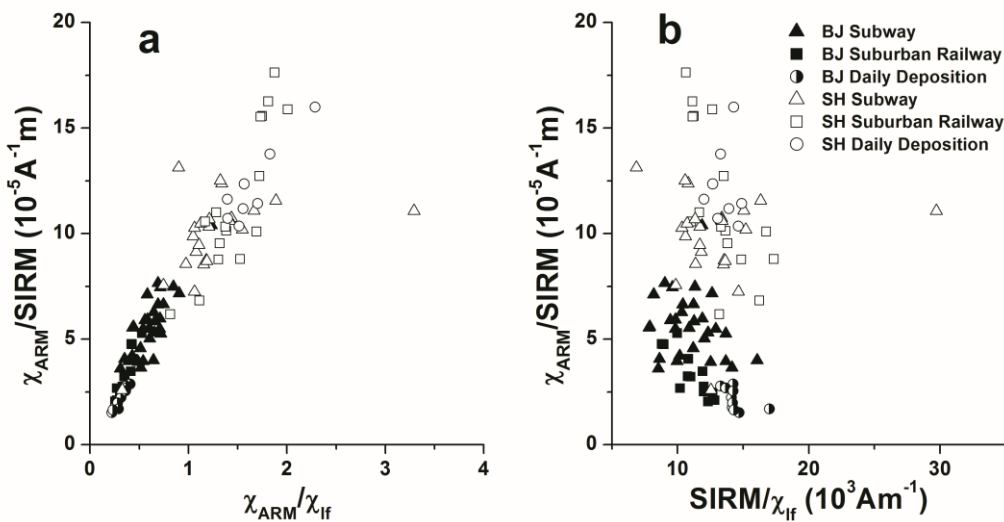 a
20
15
10
5
0
χARM/SIRM (10⁻⁵A⁻¹m)
0 1 2 3 4
χARM/χlf
b
BJ Subway
BJ Suburban Railway
BJ Daily Deposition
SH Subway
SH Suburban Railway
SH Daily Deposition
20
15
10
5
0
χARM/SIRM (10⁻⁵A⁻¹m)
10 20 30
SIRM/χlf (10³Am⁻¹)